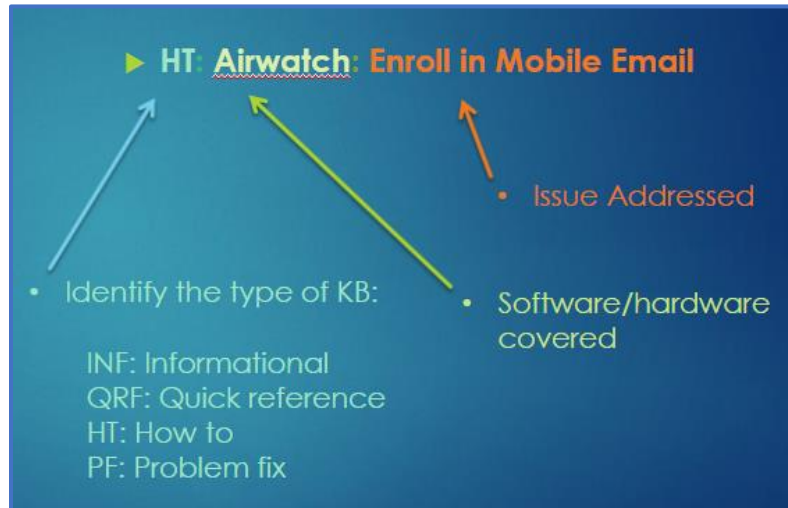 HT: Airwatch: Enroll in Mobile Email
• Issue Addressed
• Identify the type of KB:
• Software/hardware
covered
INF: Informational
QRF: Quick reference
HT: How to
PF: Problem fix